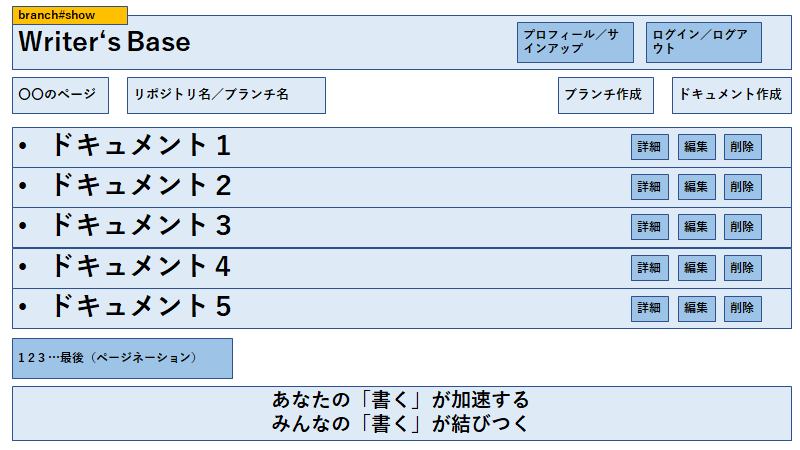 branch#show
Writer‘s Base
プロフィール／サ
インアップ
ログイン／ログア
ウト
〇〇のページ
リポジトリ名／ブランチ名
ブランチ作成
ドキュメント作成
• ドキュメント１
詳細
編集
削除
• ドキュメント２
詳細
編集
削除
• ドキュメント３
詳細
編集
削除
• ドキュメント４
詳細
編集
削除
• ドキュメント５
詳細
編集
削除
1 2 3 …最後（ページネーション）
あなたの「書く」が加速する
みんなの「書く」が結びつく